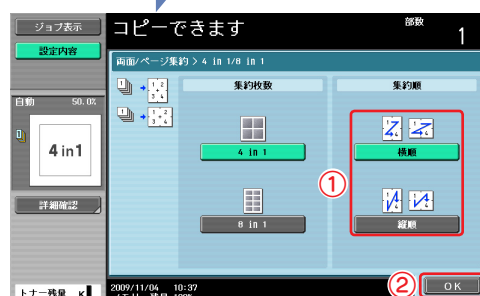 ジョブ表示
設定内容
コピーできます
部数
1
両面/ページ集約 > 4 in 1/8 in 1
集約枚数
集約順
自動 50.0%
4 in 1
4 in 1
横順
①
8 in 1
縦順
詳細確認
2009/11/04 10:37
②
OK
トナー残量 K